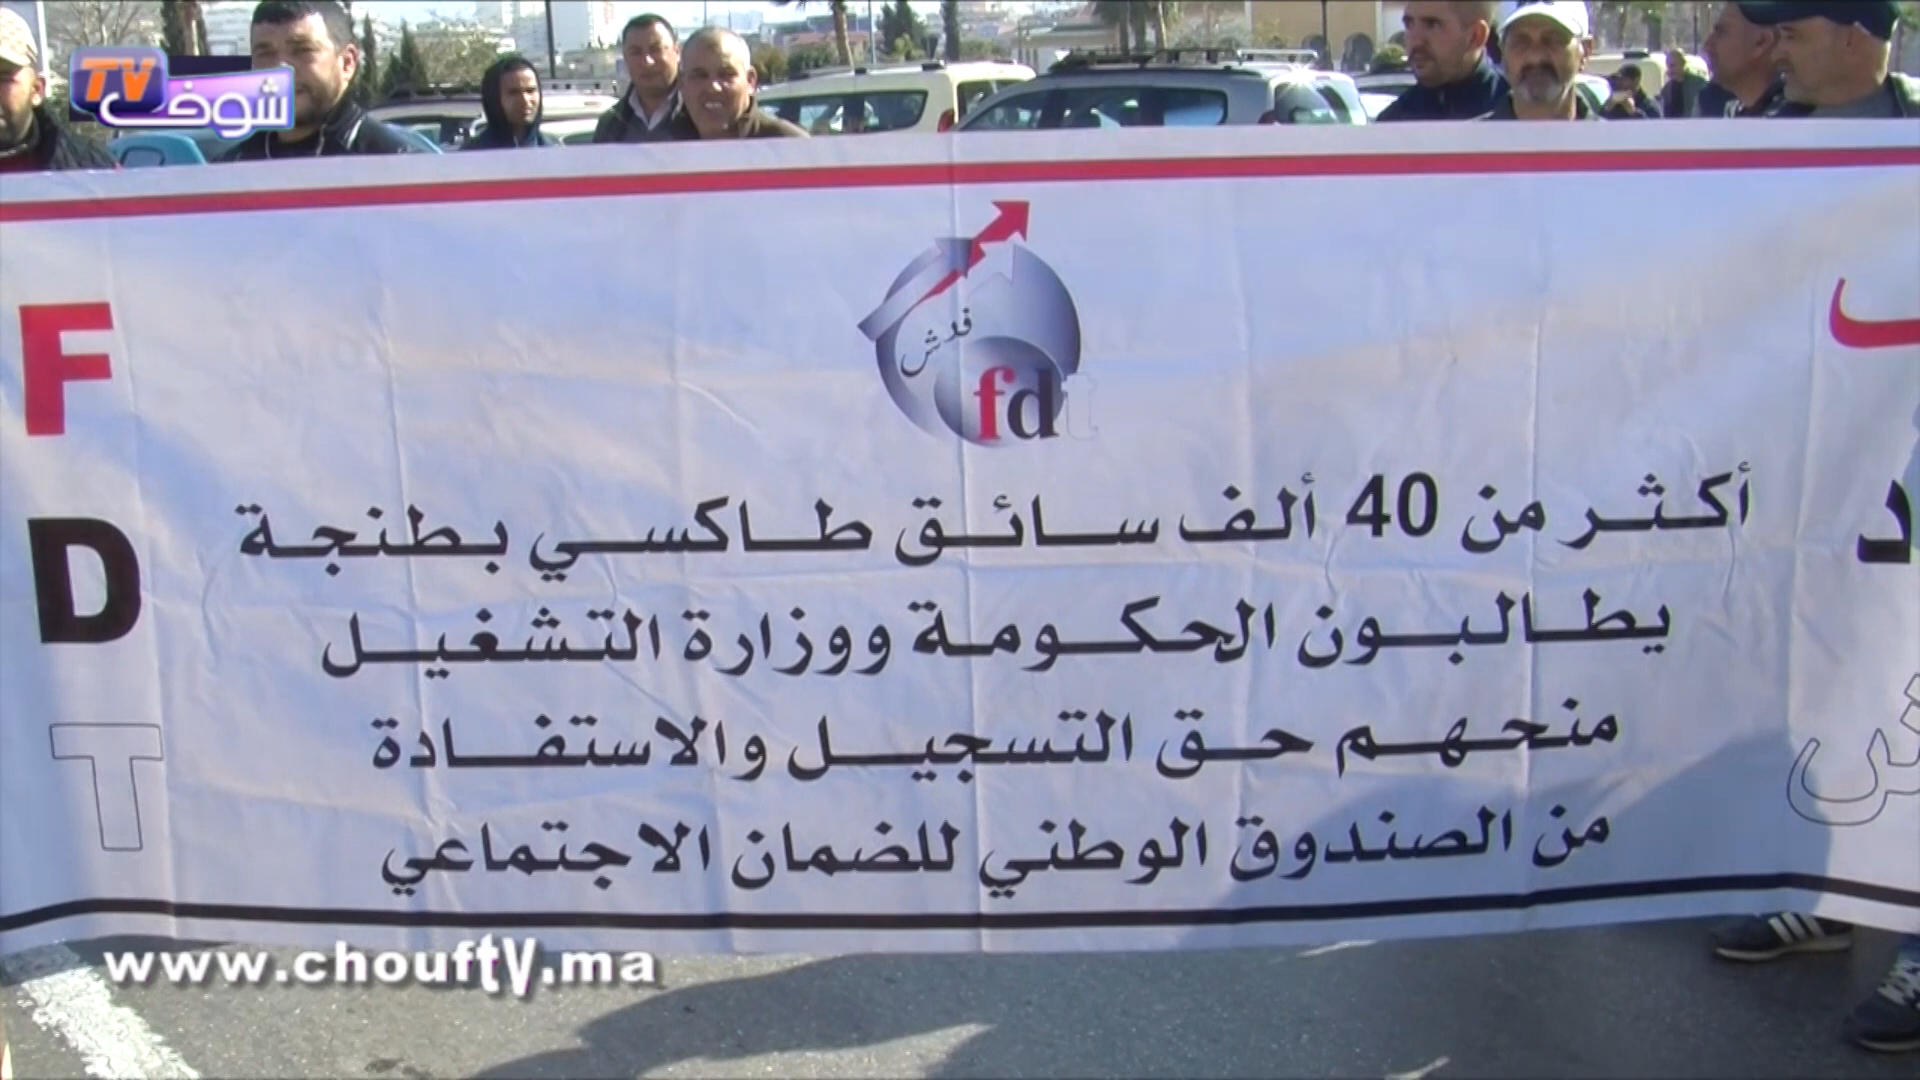 TV شوف
فدش
fdt
F
D
T
ف
د
ش
أكثر من 40 ألف سائق طاكسي بطنجة
يطالبون الحكومة ووزارة التشغيل
منحهم حق التسجيل والاستفادة
من الصندوق الوطني للضمان الاجتماعي
www.chouftv.ma